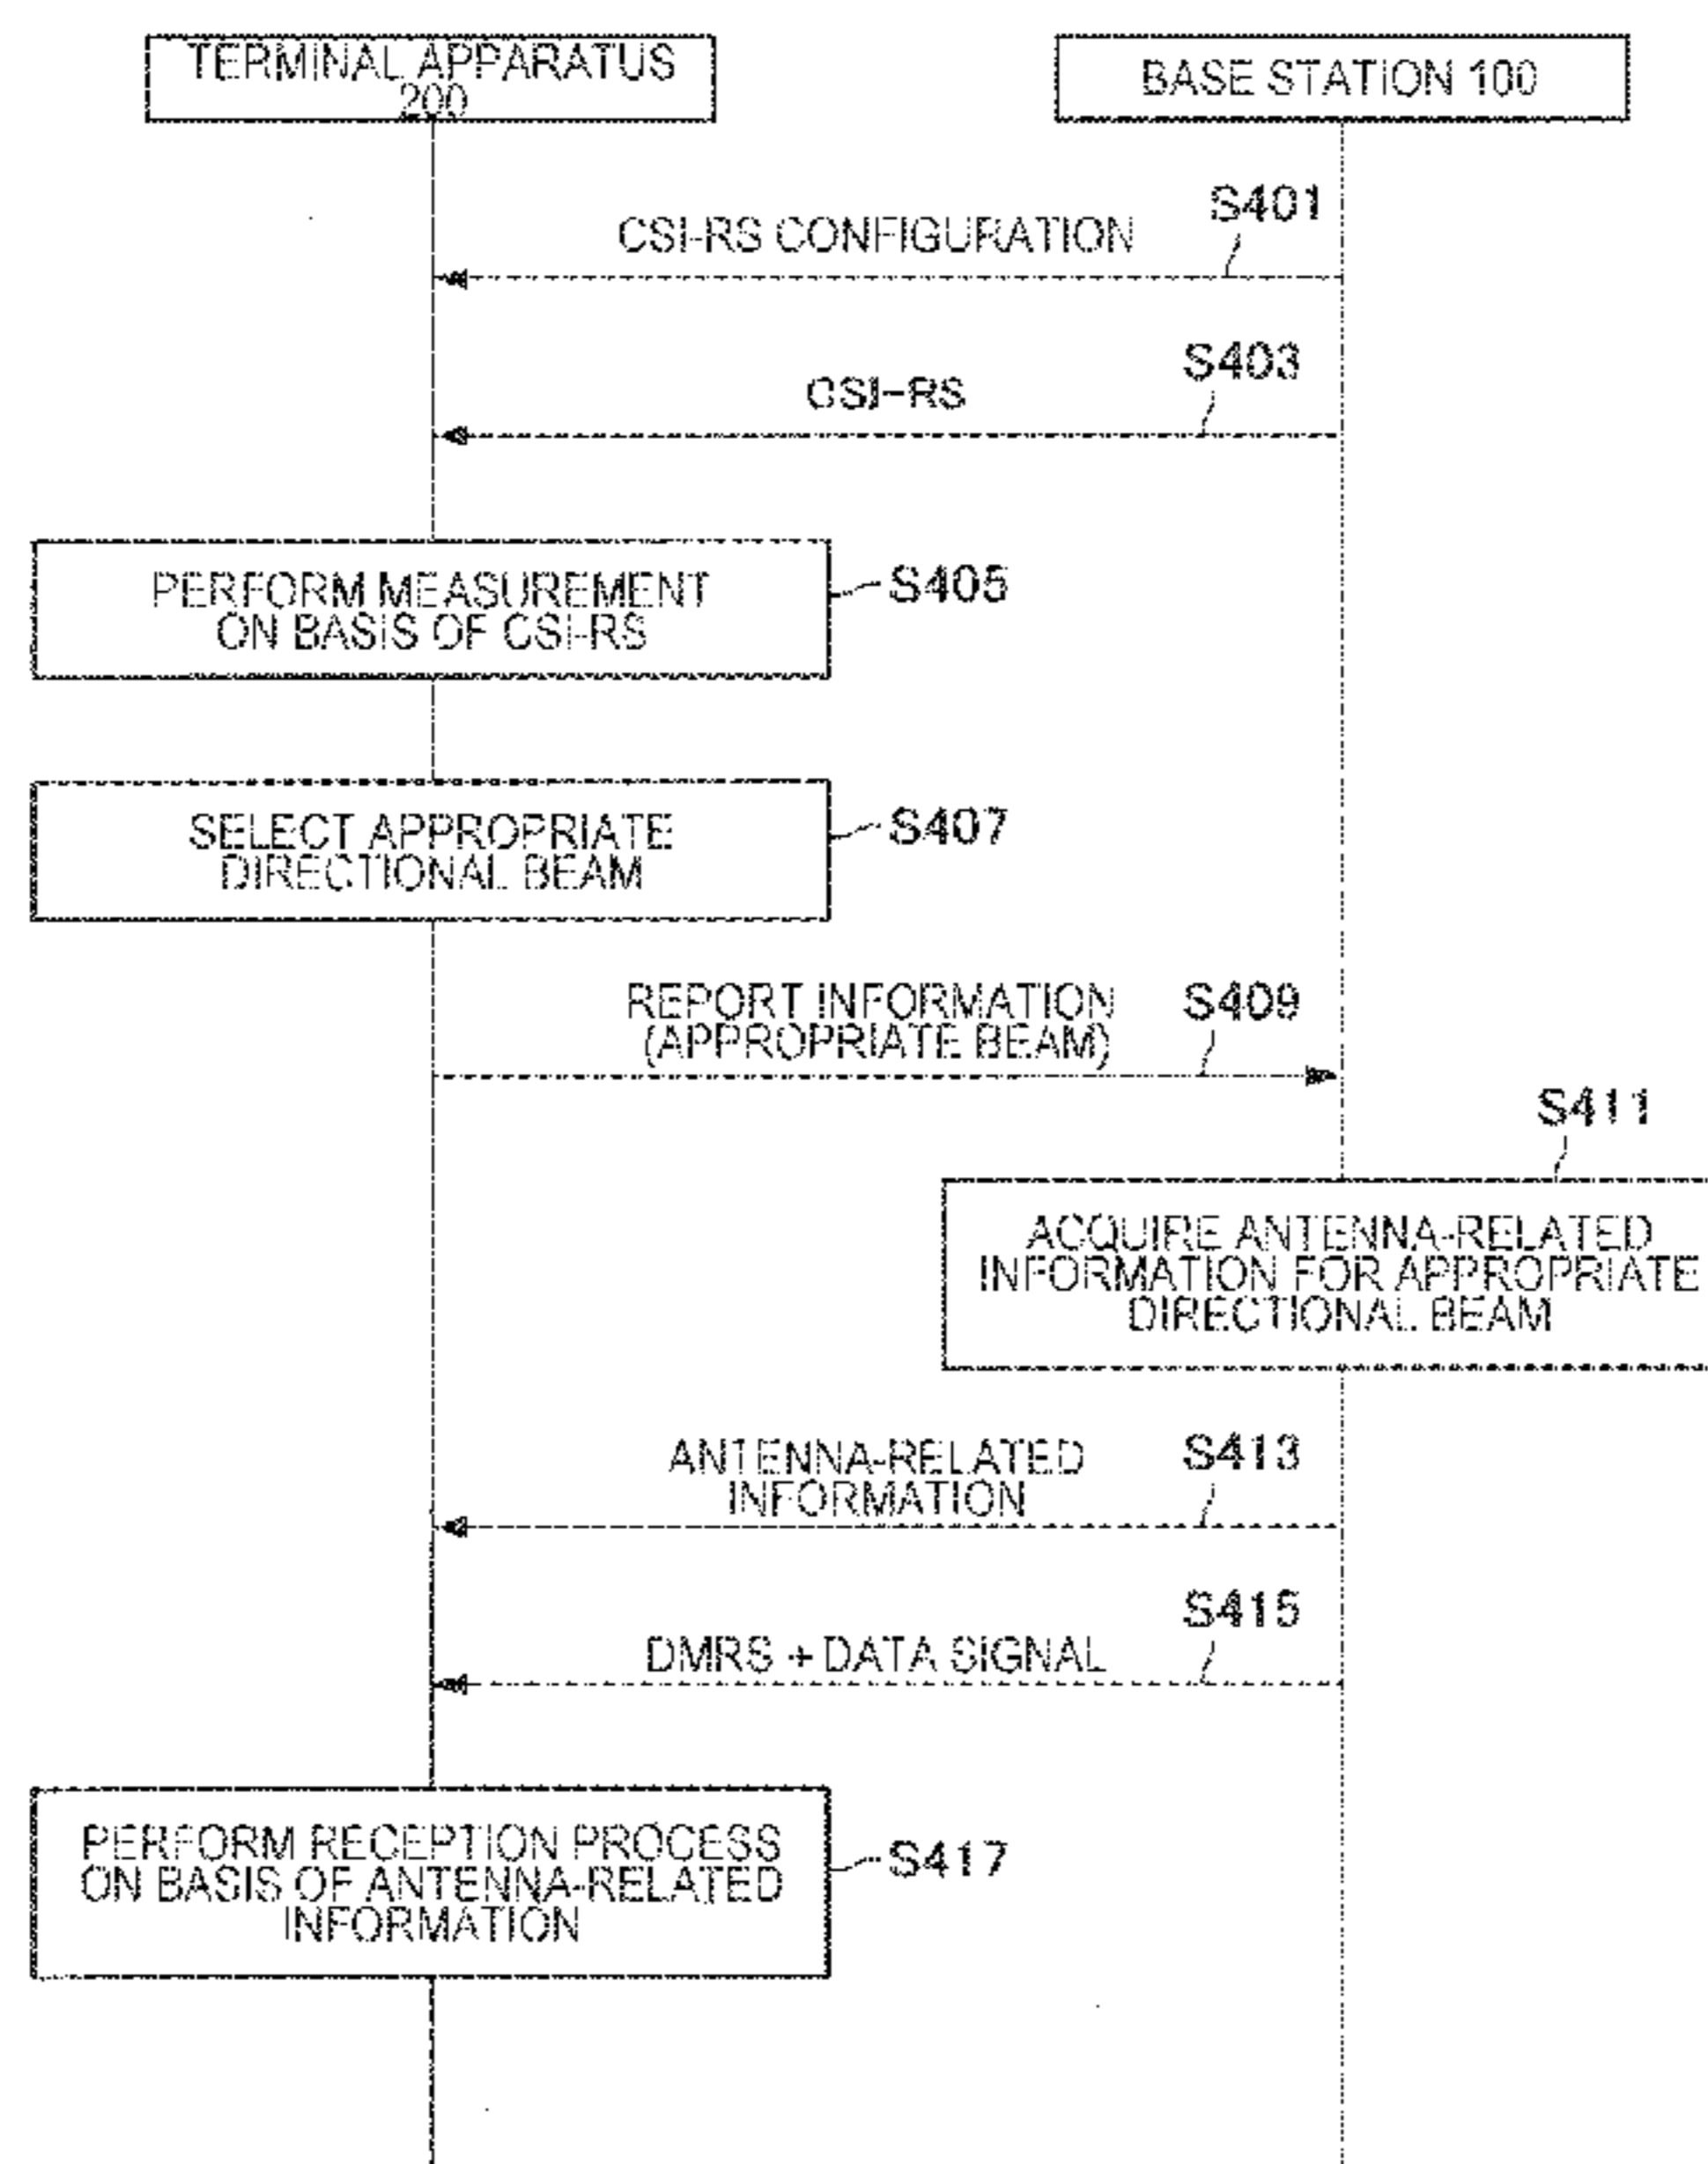 TERMINAL APPARATUS
200
BASE STATION 100
S401
CSI-RS CONFIGURATION
S403
CSI-RS
PERFORM MEASUREMENT
ON BASIS OF CSI-RS
S405
SELECT APPROPRIATE
DIRECTIONAL BEAM
S407
REPORT INFORMATION
(APPROPRIATE BEAM)
S409
S411
ACQUIRE ANTENNA-RELATED
INFORMATION FOR APPROPRIATE
DIRECTIONAL BEAM
ANTENNA-RELATED
INFORMATION
S413
S415
DMRS + DATA SIGNAL
PERFORM RECEPTION PROCESS
ON BASIS OF ANTENNA-RELATED
INFORMATION
S417